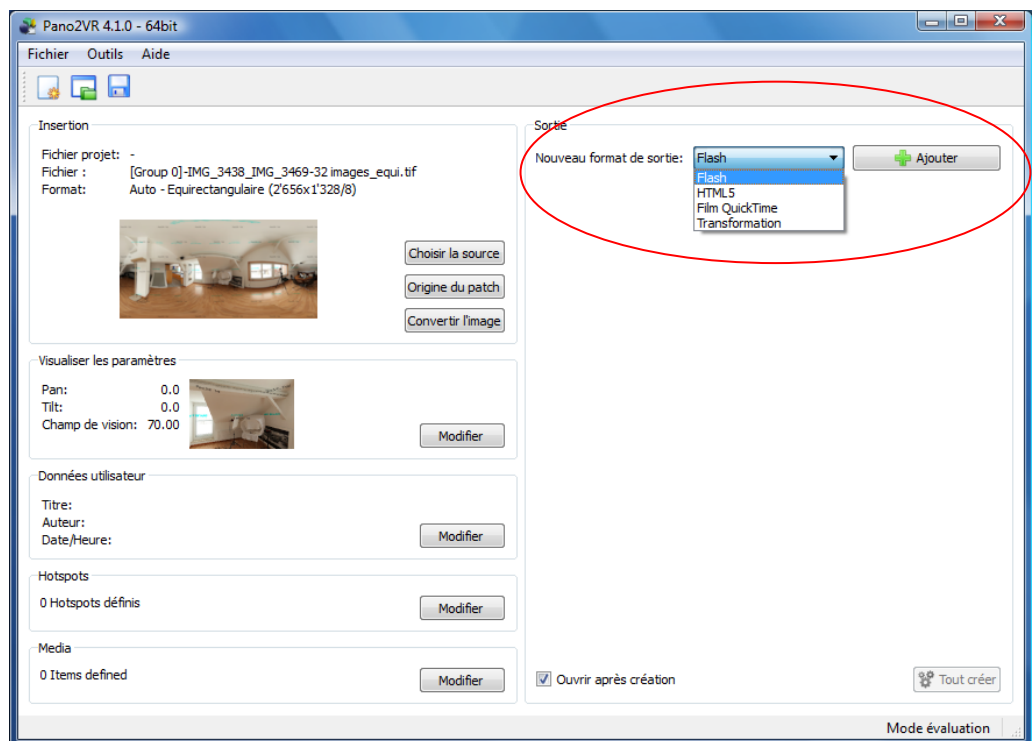 Pano2VR 4.1.0 - 64bit
Fichier Outils Aide
Insertion
Fichier projet: -
Fichier : [Group 0]-IMG_3438_IMG_3469-32 images_equi.tif
Format: Auto - Equirectangulaire (2'656x1'328/8)
Choisir la source
Origine du patch
Convertir l'image
Visualiser les paramètres
Pan: 0.0
Tilt: 0.0
Champ de vision: 70.00
Modifier
Données utilisateur
Titre:
Auteur:
Date/Heure:
Modifier
Hotspots
0 Hotspots définis
Modifier
Media
0 Items defined
Modifier
Sortie
Nouveau format de sortie: Flash Ajouter
Flash
HTML5
Film QuickTime
Transformation
Ouvrir après création
Tout créer
Mode évaluation